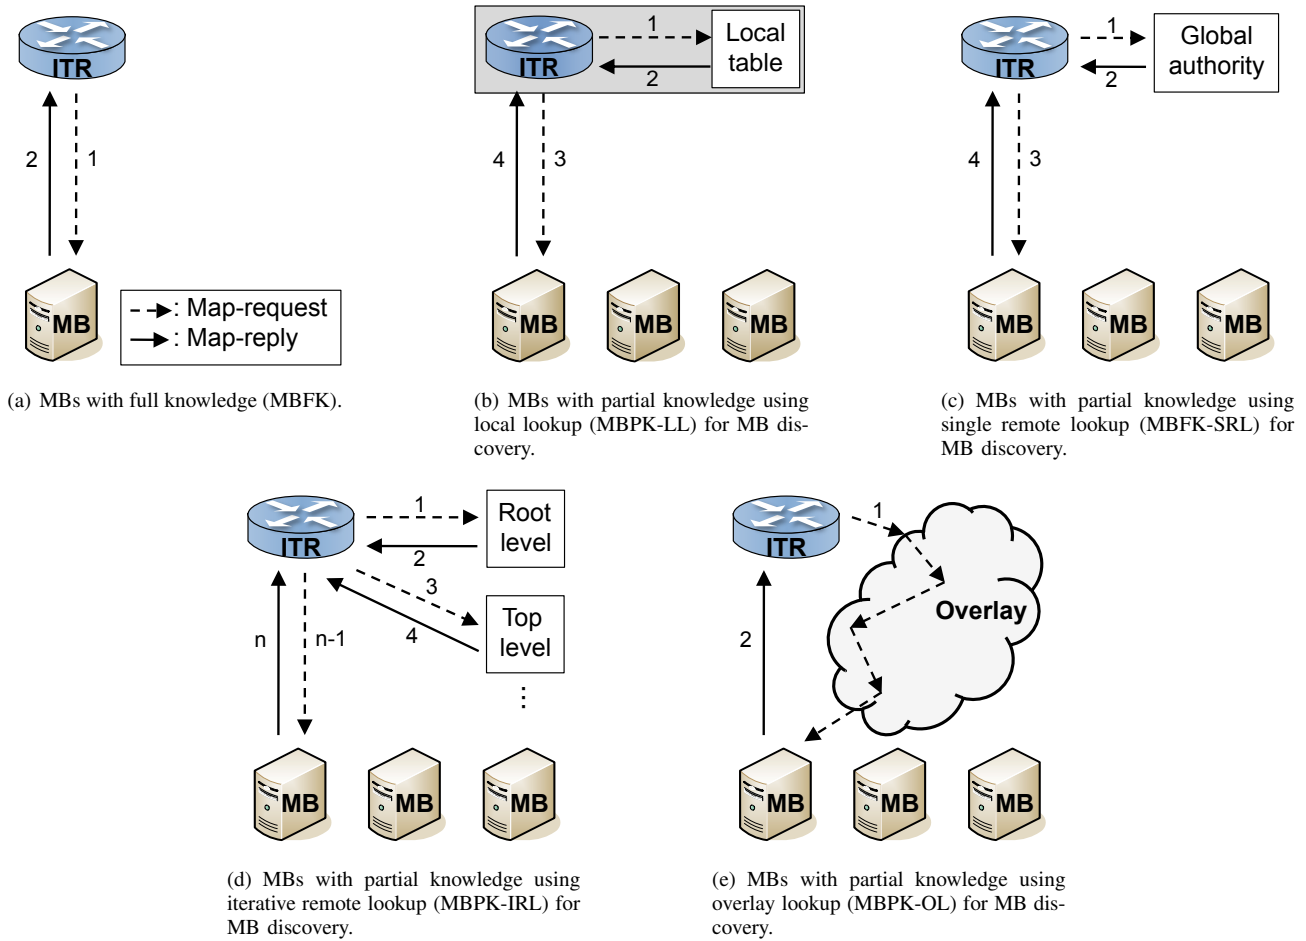 ITR
2
1
MB
: Map-request
: Map-reply
(a) MBs with full knowledge (MBFK).
ITR
1
2
Local
table
4
3
MB
MB
MB
(b) MBs with partial knowledge using
local lookup (MBPK-LL) for MB dis-
covery.
ITR
1
2
Global
authority
4
3
MB
MB
MB
(c) MBs with partial knowledge using
single remote lookup (MBFK-SRL) for
MB discovery.
ITR
1
2
Root
level
3
4
Top
level
⋮
n
n-1
MB
MB
MB
(d) MBs with partial knowledge using
iterative remote lookup (MBPK-IRL) for
MB discovery.
ITR
1
Overlay
2
MB
MB
MB
(e) MBs with partial knowledge using
overlay lookup (MBPK-OL) for MB dis-
covery.